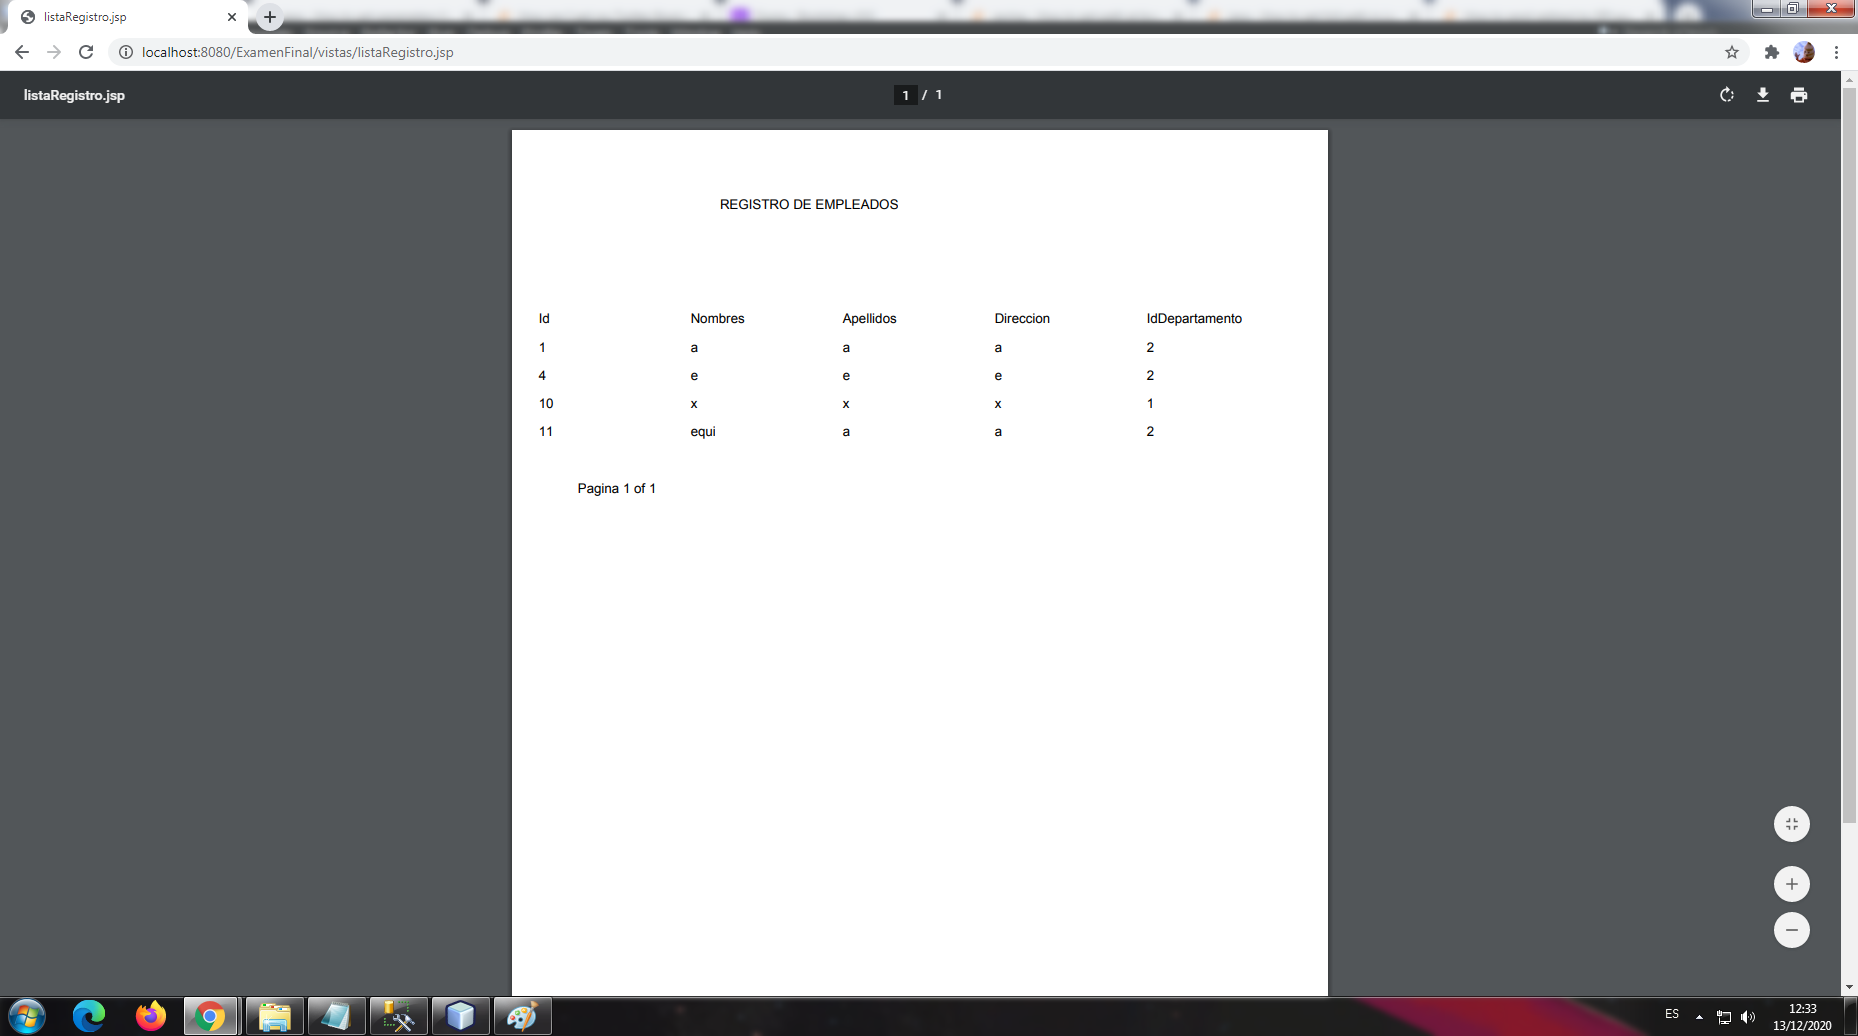 listaRegistro.jsp
localhost:8080/ExamenFinal/vistas/listaRegistro.jsp
listaRegistro.jsp 1 / 1
REGISTRO DE EMPLEADOS
Id Nombres Apellidos Direccion IdDepartamento
1 a a a 2
4 e e e 2
10 x x x 1
11 equi a a 2
Pagina 1 of 1
ES 12:33
13/12/2020